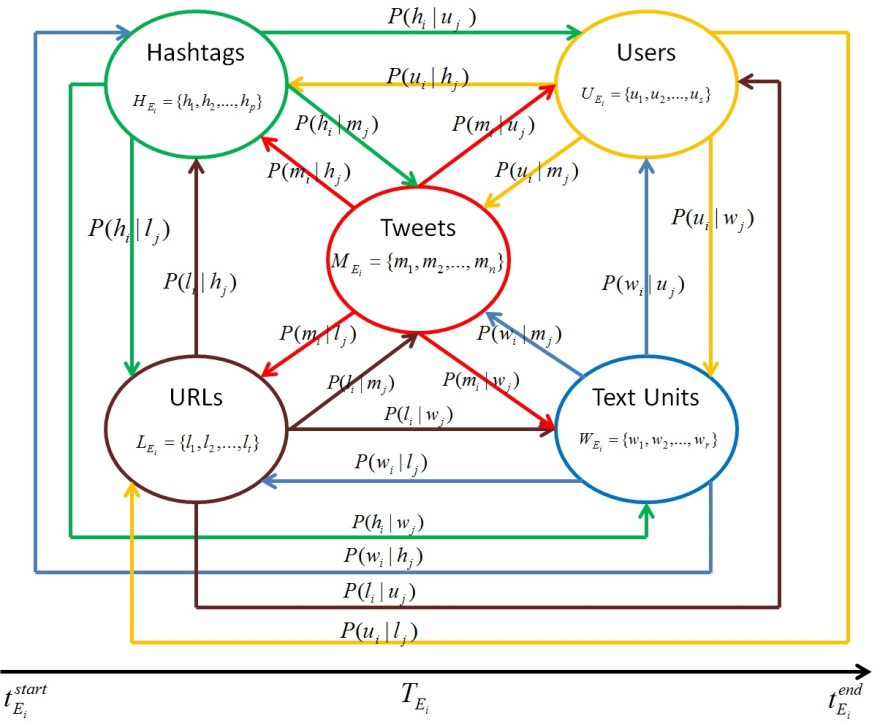 P(h_i | u_j)
Hashtags
Users
H_{E_i} = {h_1, h_2,..., h_p}
P(u_i | h_j)
U_{E_i} = {u_1, u_2,..., u_s}
P(h_i | m_j)
P(m_i | u_j)
P(m_i | h_j)
P(u_i | m_j)
P(h_i | l_j)
Tweets
P(u_i | w_j)
M_{E_i} = {m_1, m_2,..., m_n}
P(l_i | h_j)
P(w_i | u_j)
P(m_i | l_j)
P(w_i | m_j)
P(l_i | m_j)
P(m_i | w_j)
URLs
Text Units
P(l_i | w_j)
L_{E_i} = {l_1, l_2,..., l_t}
W_{E_i} = {w_1, w_2,..., w_r}
P(w_i | l_j)
P(h_i | w_j)
P(w_i | h_j)
P(l_i | u_j)
P(u_i | l_j)
t_{E_i}^{start}
T_{E_i}
t_{E_i}^{end}